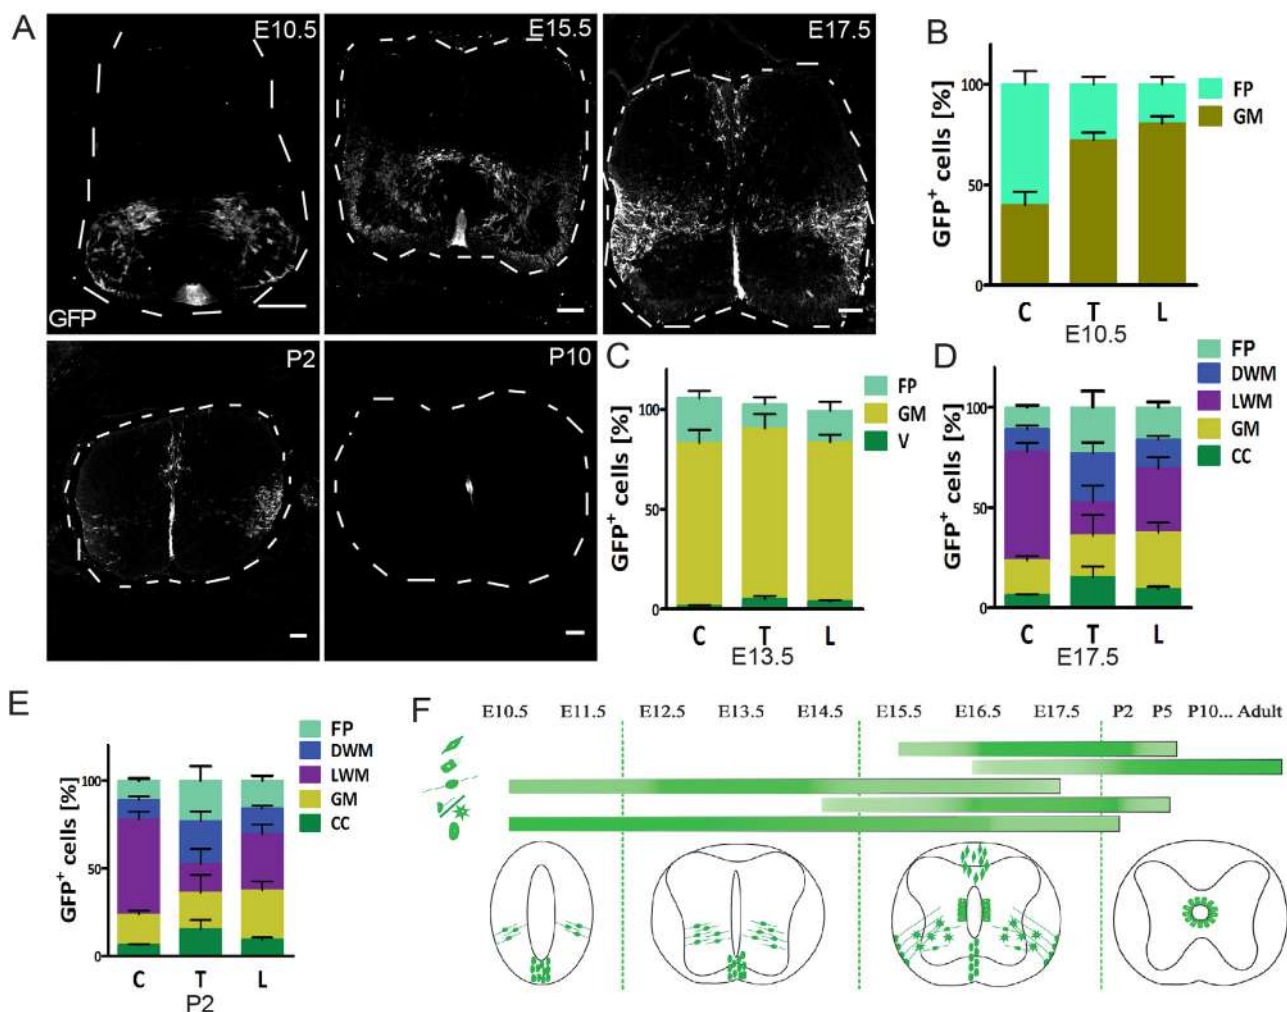 A
E10.5
E15.5
E17.5
GFP
P2
P10
B
GFP+ cells [%]
100
50
0
C T L
E10.5
FP
GM
C
GFP+ cells [%]
100
50
0
C T L
E13.5
FP
GM
V
D
GFP+ cells [%]
100
50
0
C T L
E17.5
FP
DWM
LWM
GM
CC
E
GFP+ cells [%]
100
50
0
C T L
P2
FP
DWM
LWM
GM
CC
F
E10.5 E11.5 E12.5 E13.5 E14.5 E15.5 E16.5 E17.5 P2 P5 P10... Adult